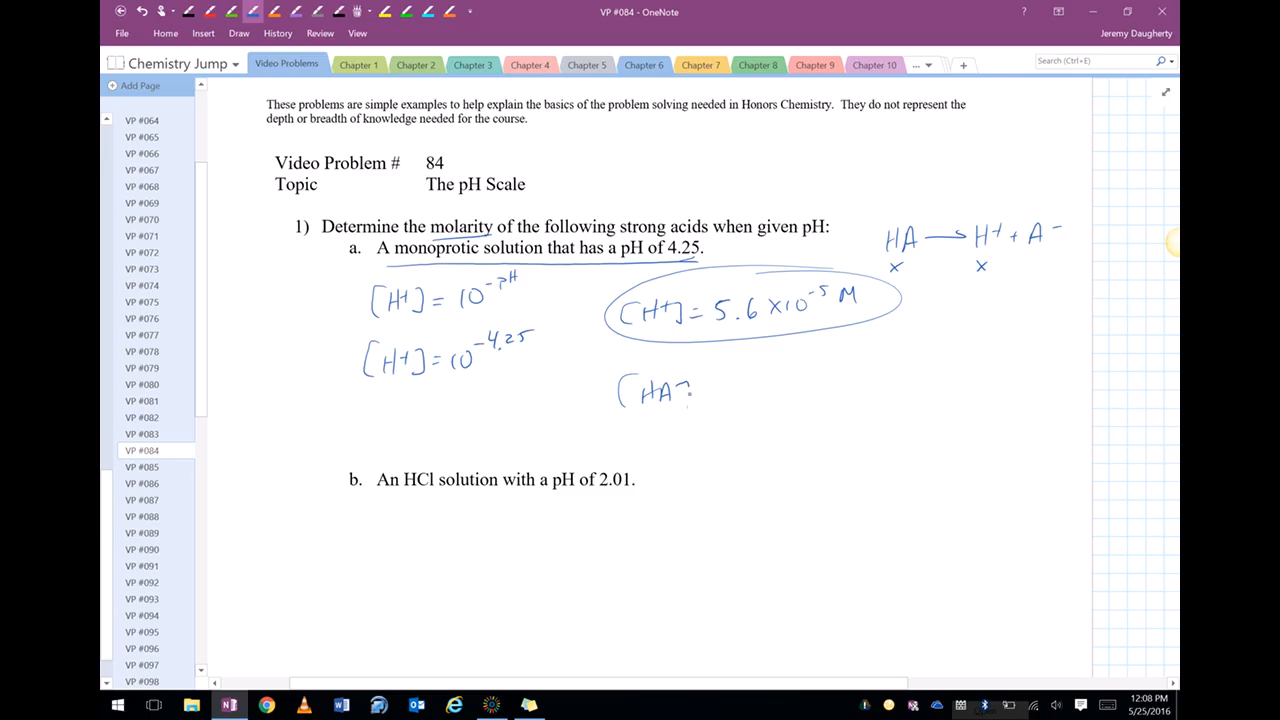 VP #084 - OneNote
File Home Insert Draw History Review View
Jeremy Daugherty
Chemistry Jump
Video Problems Chapter 1 Chapter 2 Chapter 3 Chapter 4 Chapter 5 Chapter 6 Chapter 7 Chapter 8 Chapter 9 Chapter 10 ...
Search (Ctrl+E)
Add Page
VP #064
VP #065
VP #066
VP #067
VP #068
VP #069
VP #070
VP #071
VP #072
VP #073
VP #074
VP #075
VP #076
VP #077
VP #078
VP #079
VP #080
VP #081
VP #082
VP #083
VP #084
VP #085
VP #086
VP #087
VP #088
VP #089
VP #090
VP #091
VP #092
VP #093
VP #094
VP #095
VP #096
VP #097
VP #098
These problems are simple examples to help explain the basics of the problem solving needed in Honors Chemistry. They do not represent the
depth or breadth of knowledge needed for the course.
Video Problem # 84
Topic The pH Scale
1) Determine the molarity of the following strong acids when given pH:
a. A monoprotic solution that has a pH of 4.25.
HA → H⁺ + A⁻
x x
[H⁺] = 10^-pH
[H⁺] = 5.6 x10⁻⁵ M
[H⁺] = 10^-4.25
[HA]
b. An HCl solution with a pH of 2.01.
12:08 PM
5/25/2016